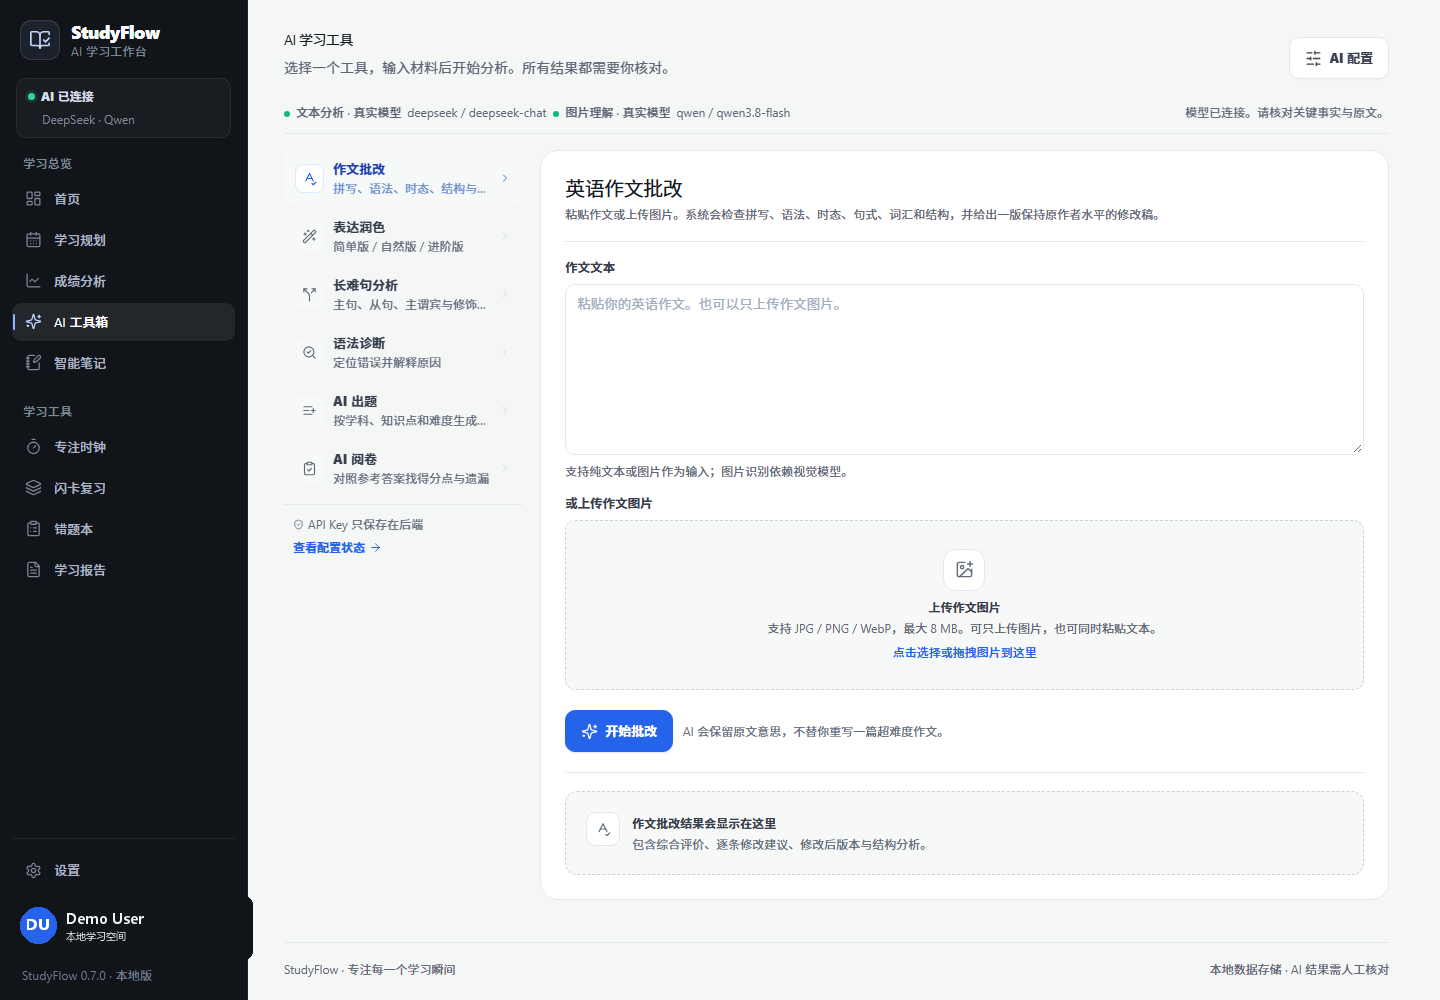 StudyFlow
AI 学习工作台
AI 已连接
DeepSeek · Qwen
学习总览
首页
学习规划
成绩分析
AI 工具箱
智能笔记
学习工具
专注时钟
闪卡复习
错题本
学习报告
设置
DU
Demo User
本地学习空间
StudyFlow 0.7.0 · 本地版
AI 学习工具
选择一个工具，输入材料后开始分析。所有结果都需要你核对。
AI 配置
文本分析 · 真实模型 deepseek / deepseek-chat
图片理解 · 真实模型 qwen / qwen3.8-flash
模型已连接。请核对关键事实与原文。
作文批改
拼写、语法、时态、结构与...
表达润色
简单版 / 自然版 / 进阶版
长难句分析
主句、从句、主谓宾与修饰...
语法诊断
定位错误并解释原因
AI 出题
按学科、知识点和难度生成...
AI 阅卷
对照参考答案找得分点与遗漏
API Key 只保存在后端
查看配置状态 →
英语作文批改
粘贴作文或上传图片。系统会检查拼写、语法、时态、句式、词汇和结构，并给出一版保持原作者水平的修改稿。
作文文本
粘贴你的英语作文。也可以只上传作文图片。
支持纯文本或图片作为输入；图片识别依赖视觉模型。
或上传作文图片
上传作文图片
支持 JPG / PNG / WebP，最大 8 MB。可只上传图片，也可同时粘贴文本。
点击选择或拖拽图片到这里
开始批改
AI 会保留原文意思，不替你重写一篇超难度作文。
作文批改结果会显示在这里
包含综合评价、逐条修改建议、修改后版本与结构分析。
StudyFlow · 专注每一个学习瞬间
本地数据存储 · AI 结果需人工核对